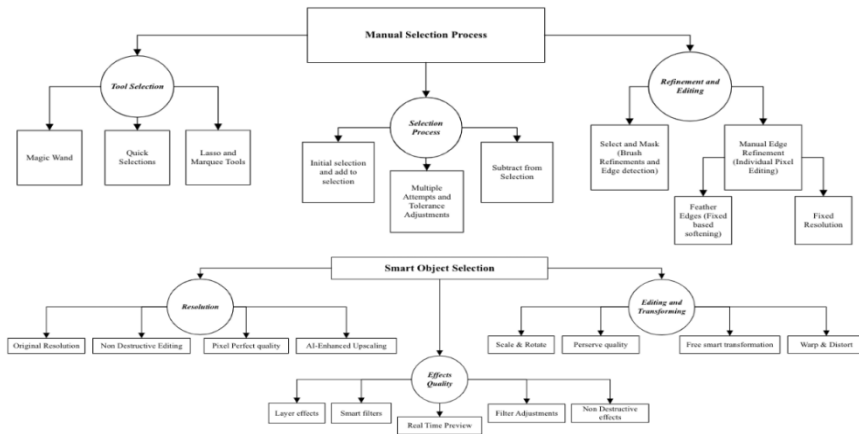 Manual Selection Process
Tool Selection
Refinement and
Editing
Selection
Process
Magic Wand
Quick
Selections
Lasso and
Marquee Tools
Initial selection
and add to
selection
Multiple
Attempts and
Tolerance
Adjustments
Subtract from
Selection
Select and Mask
(Brush
Refinements and
Edge detection)
Manual Edge
Refinement
(Individual Pixel
Editing)
Feather
Edges (Fixed
based
softening)
Fixed
Resolution
Smart Object Selection
Resolution
Editing and
Transforming
Original Resolution
Non Destructive Editing
Pixel Perfect quality
AI-Enhanced Upscaling
Scale & Rotate
Perserve quality
Free smart transformation
Warp & Distort
Effects
Quality
Layer effects
Smart filters
Real Time Preview
Filter Adjustments
Non Destructive
effects